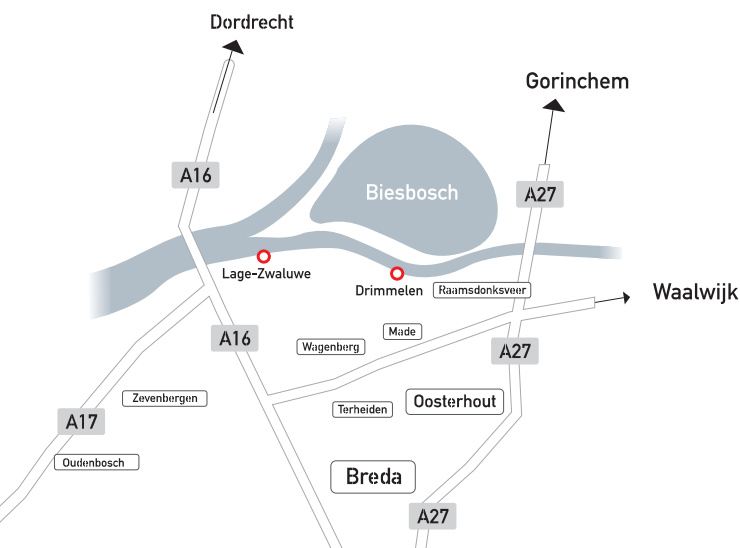 Dordrecht
Gorinchem
A16
A27
Biesbosch
Lage-Zwaluwe
Drimmelen
Raamsdonksveer
Waalwijk
A16
Made
Wagenberg
A27
Zevenbergen
Terheiden
Oosterhout
A17
Oudenbosch
Breda
A27